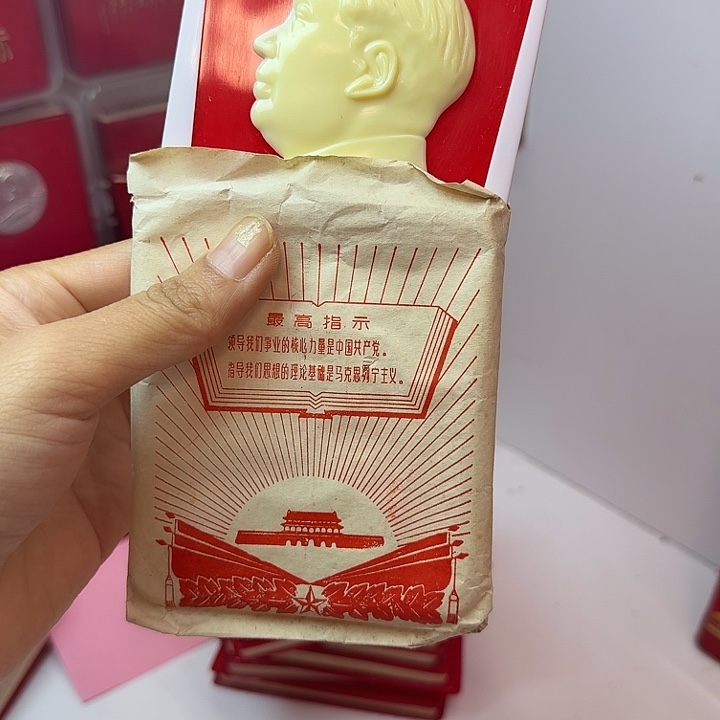 最高指示
领导我们事业的核心力量是中国共产党。
指导我们思想的理论基础是马克思列宁主义。